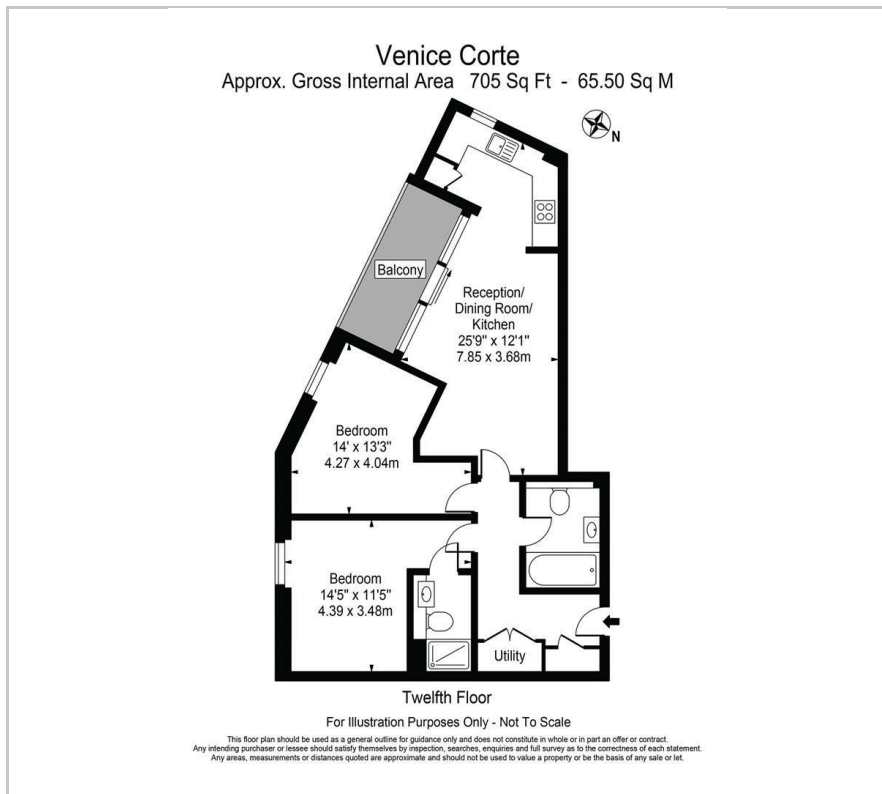 Venice Corte
Approx. Gross Internal Area 705 Sq Ft - 65.50 Sq M
N
Balcony
Reception/
Dining Room/
Kitchen
25'9" x 12'1"
7.85 x 3.68m
Bedroom
14' x 13'3"
4.27 x 4.04m
Bedroom
14'5" x 11'5"
4.39 x 3.48m
Utility
Twelfth Floor
For Illustration Purposes Only - Not To Scale
This floor plan should be used as a general outline for guidance only and does not constitute in whole or in part an offer or contract.
Any intending purchaser or lessee should satisfy themselves by inspection, searches, enquiries and full survey as to the correctness of each statement.
Any areas, measurements or distances quoted are approximate and should not be used to value a property or be the basis of any sale or let.